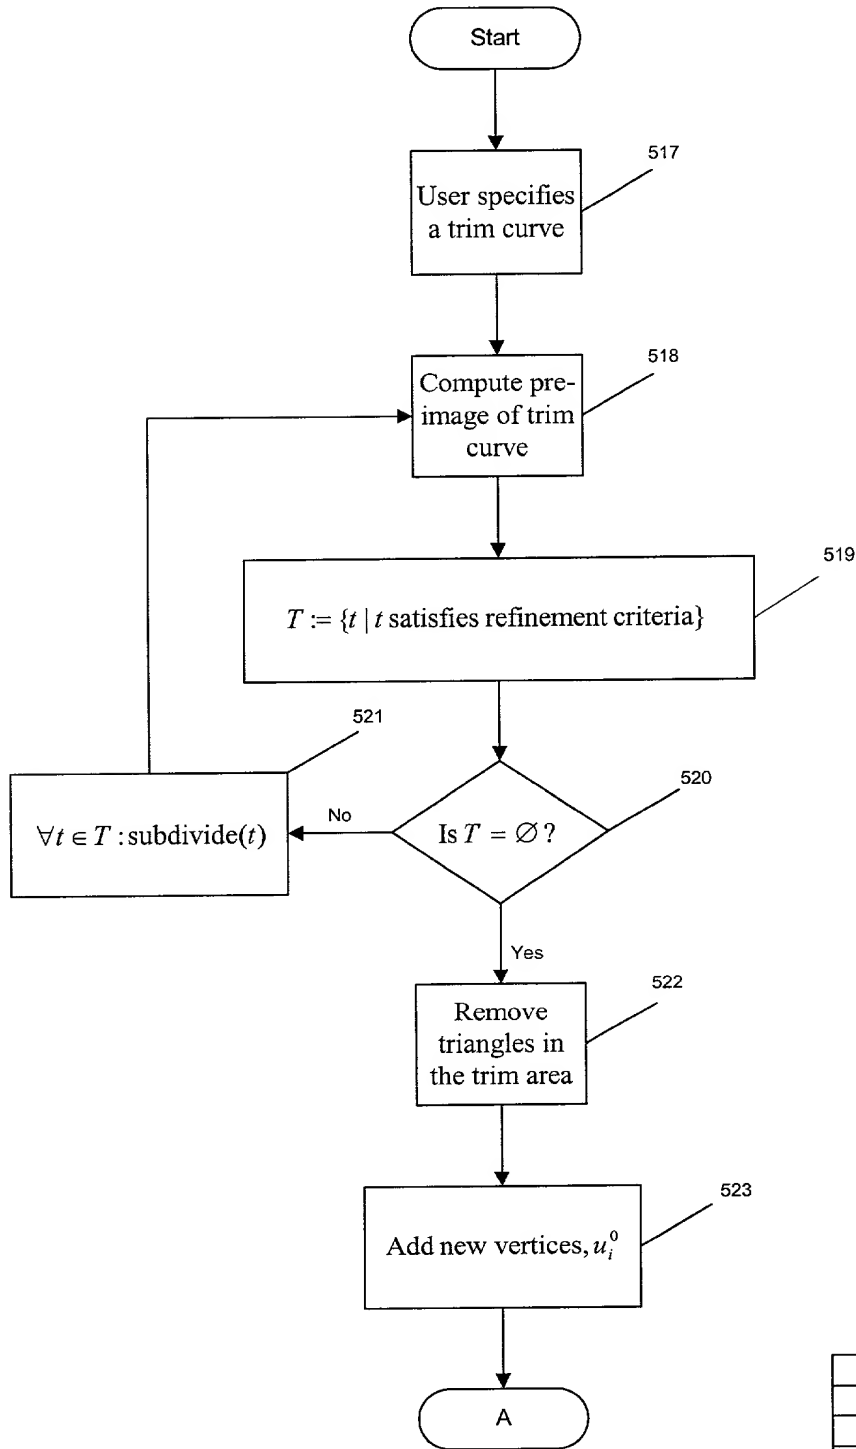 Start
517
User specifies
a trim curve
518
Compute pre-
image of trim
curve
519
T := {t | t satisfies refinement criteria}
521
520
∀t ∈ T : subdivide(t)
No
Is T = ∅ ?
Yes
522
Remove
triangles in
the trim area
523
Add new vertices, u_i^0
A